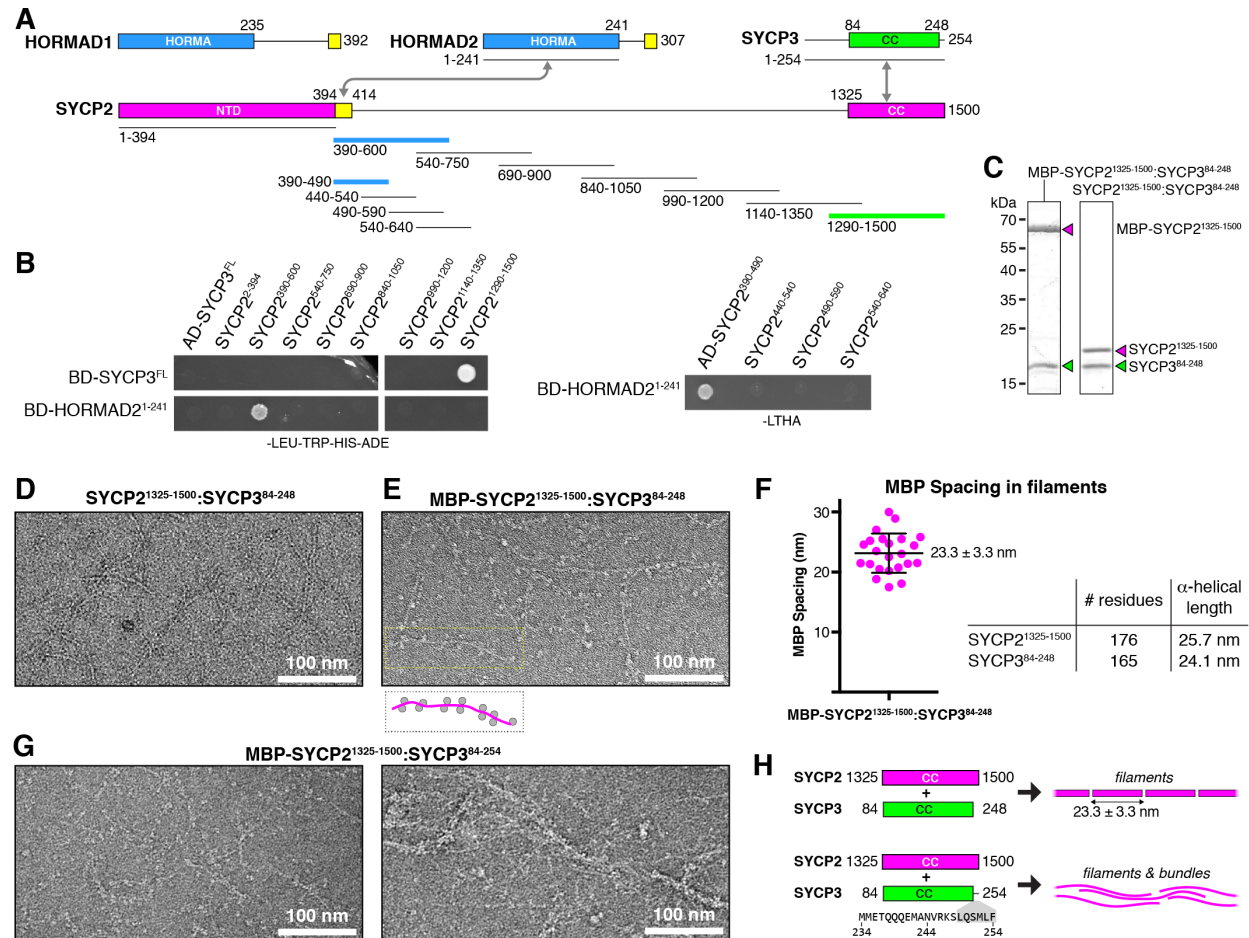 A
HORMAD1 HORMA 235 392
HORMAD2 HORMA 241 307
1-241
SYCP3 84 CC 248 254
1-254
SYCP2 NTD 394 414 1325 CC 1500
1-394
390-600
540-750
690-900
840-1050
990-1200
1140-1350
1290-1500
390-490
440-540
490-590
540-640
B
AD-SYCP3FL
SYCP22-394
SYCP2390-600
SYCP2540-750
SYCP2690-900
SYCP2840-1050
SYCP2990-1200
SYCP21140-1350
SYCP21290-1500
BD-SYCP3FL
BD-HORMAD21-241
-LEU-TRP-HIS-ADE
AD-SYCP2390-490
SYCP2440-540
SYCP2490-590
SYCP2540-640
BD-HORMAD21-241
-LTHA
C
MBP-SYCP21325-1500:SYCP384-248
SYCP21325-1500:SYCP384-248
kDa
70
55
40
35
25
15
MBP-SYCP21325-1500
SYCP21325-1500
SYCP384-248
D
SYCP21325-1500:SYCP384-248
100 nm
E
MBP-SYCP21325-1500:SYCP384-248
100 nm
F
MBP Spacing in filaments
MBP Spacing (nm)
30
20
10
23.3 ± 3.3 nm
MBP-SYCP21325-1500:SYCP384-248
# residues α-helical length
SYCP21325-1500 176 25.7 nm
SYCP384-248 165 24.1 nm
G
MBP-SYCP21325-1500:SYCP384-254
100 nm
100 nm
H
SYCP2 1325 CC 1500
+
SYCP3 84 CC 248
filaments
23.3 ± 3.3 nm
SYCP2 1325 CC 1500
+
SYCP3 84 CC 254
filaments & bundles
MMETQQQEMANVRKSLQSMLF
234 244 254